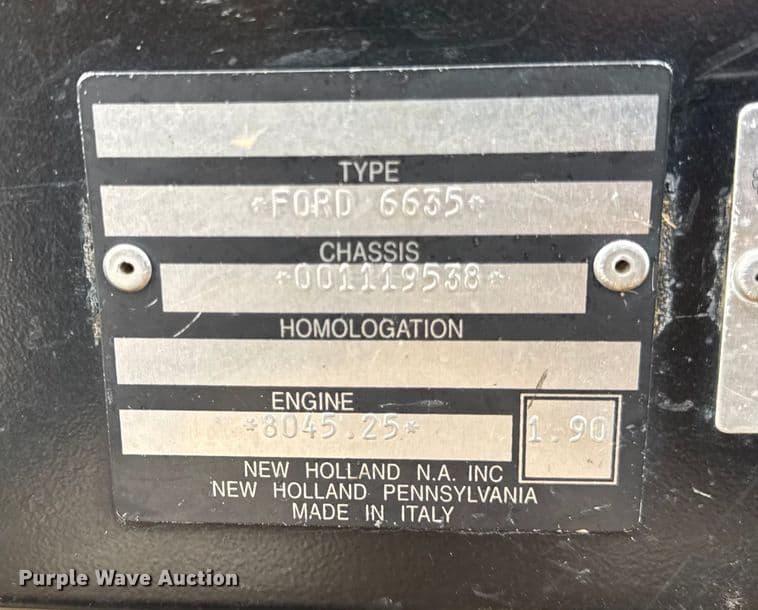 TYPE
*FORD 6635*
CHASSIS
*001119538*
HOMOLOGATION
ENGINE
*8045.25*
1.90
NEW HOLLAND N.A. INC
NEW HOLLAND PENNSYLVANIA
MADE IN ITALY
Purple Wave Auction